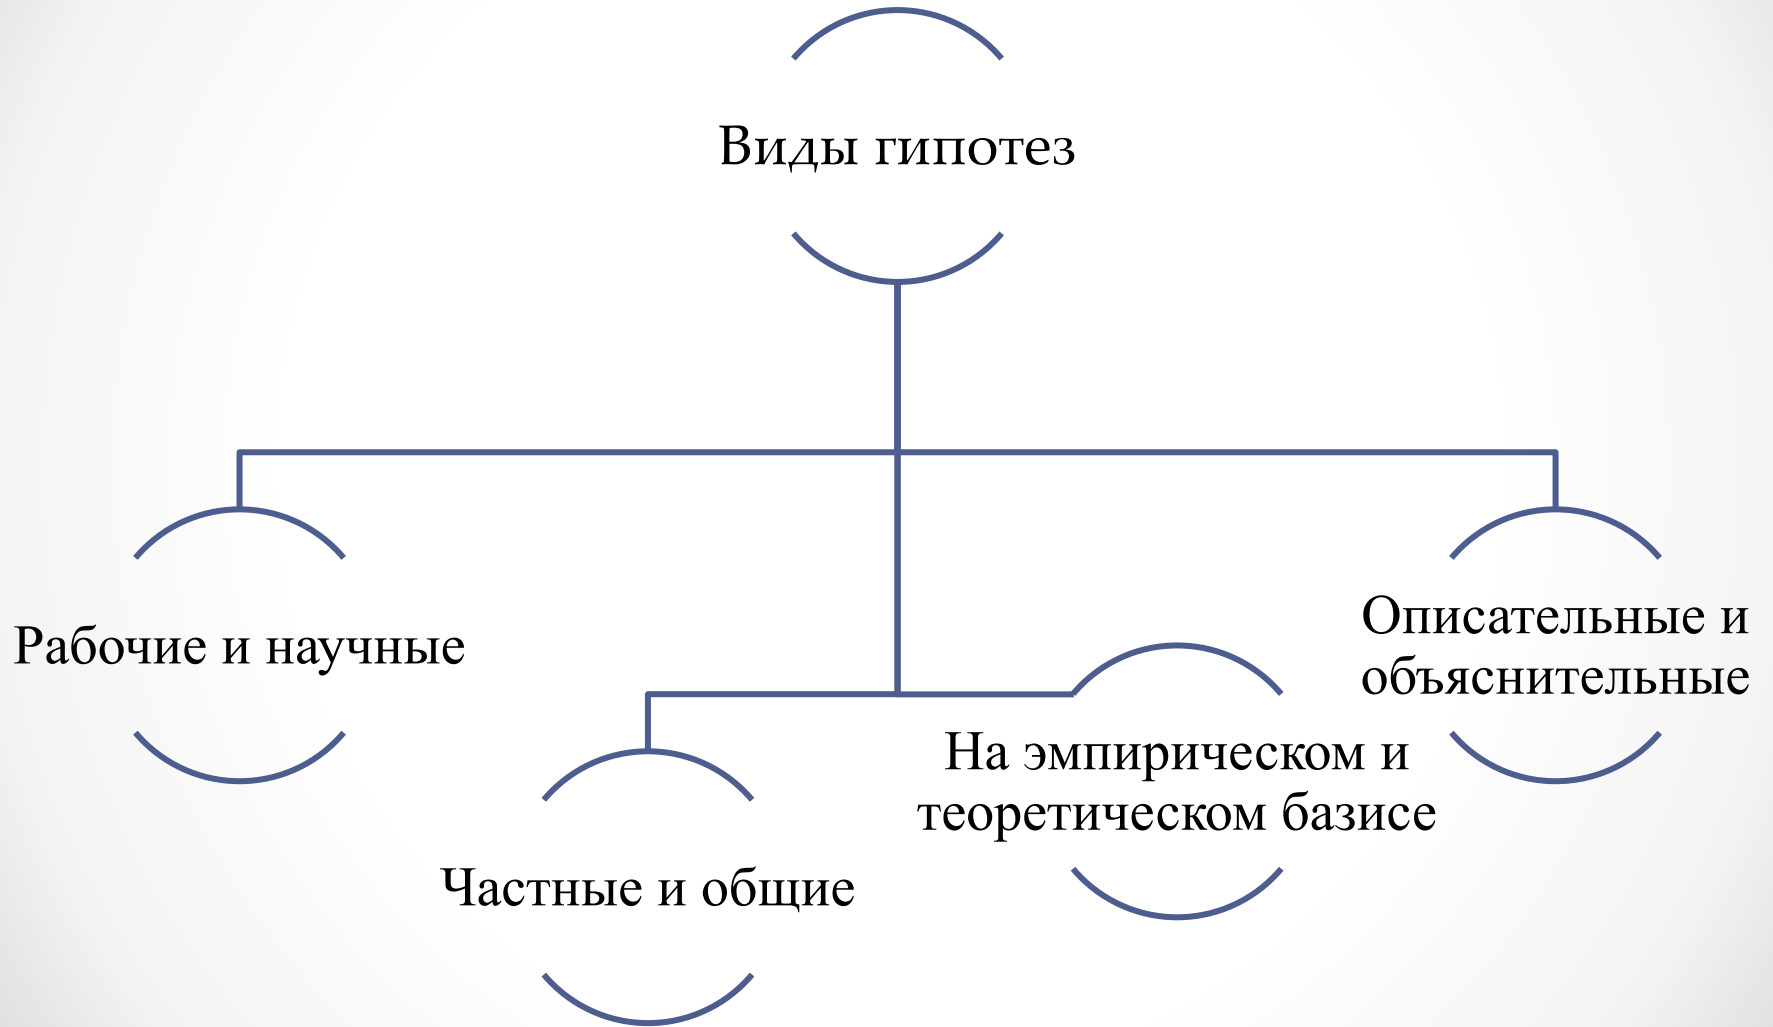 Виды гипотез
Рабочие и научные
Частные и общие
На эмпирическом и
теоретическом базисе
Описательные и
объяснительные